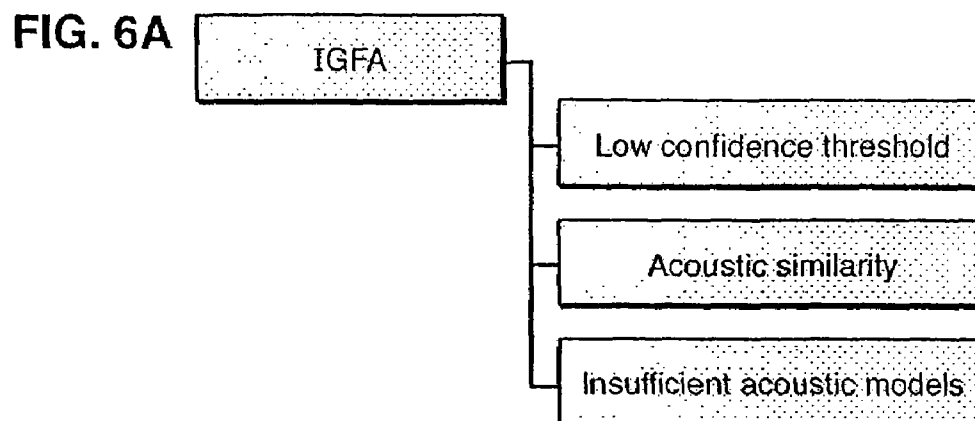 FIG. 6A
IGFA
Low confidence threshold
Acoustic similarity
Insufficient acoustic models